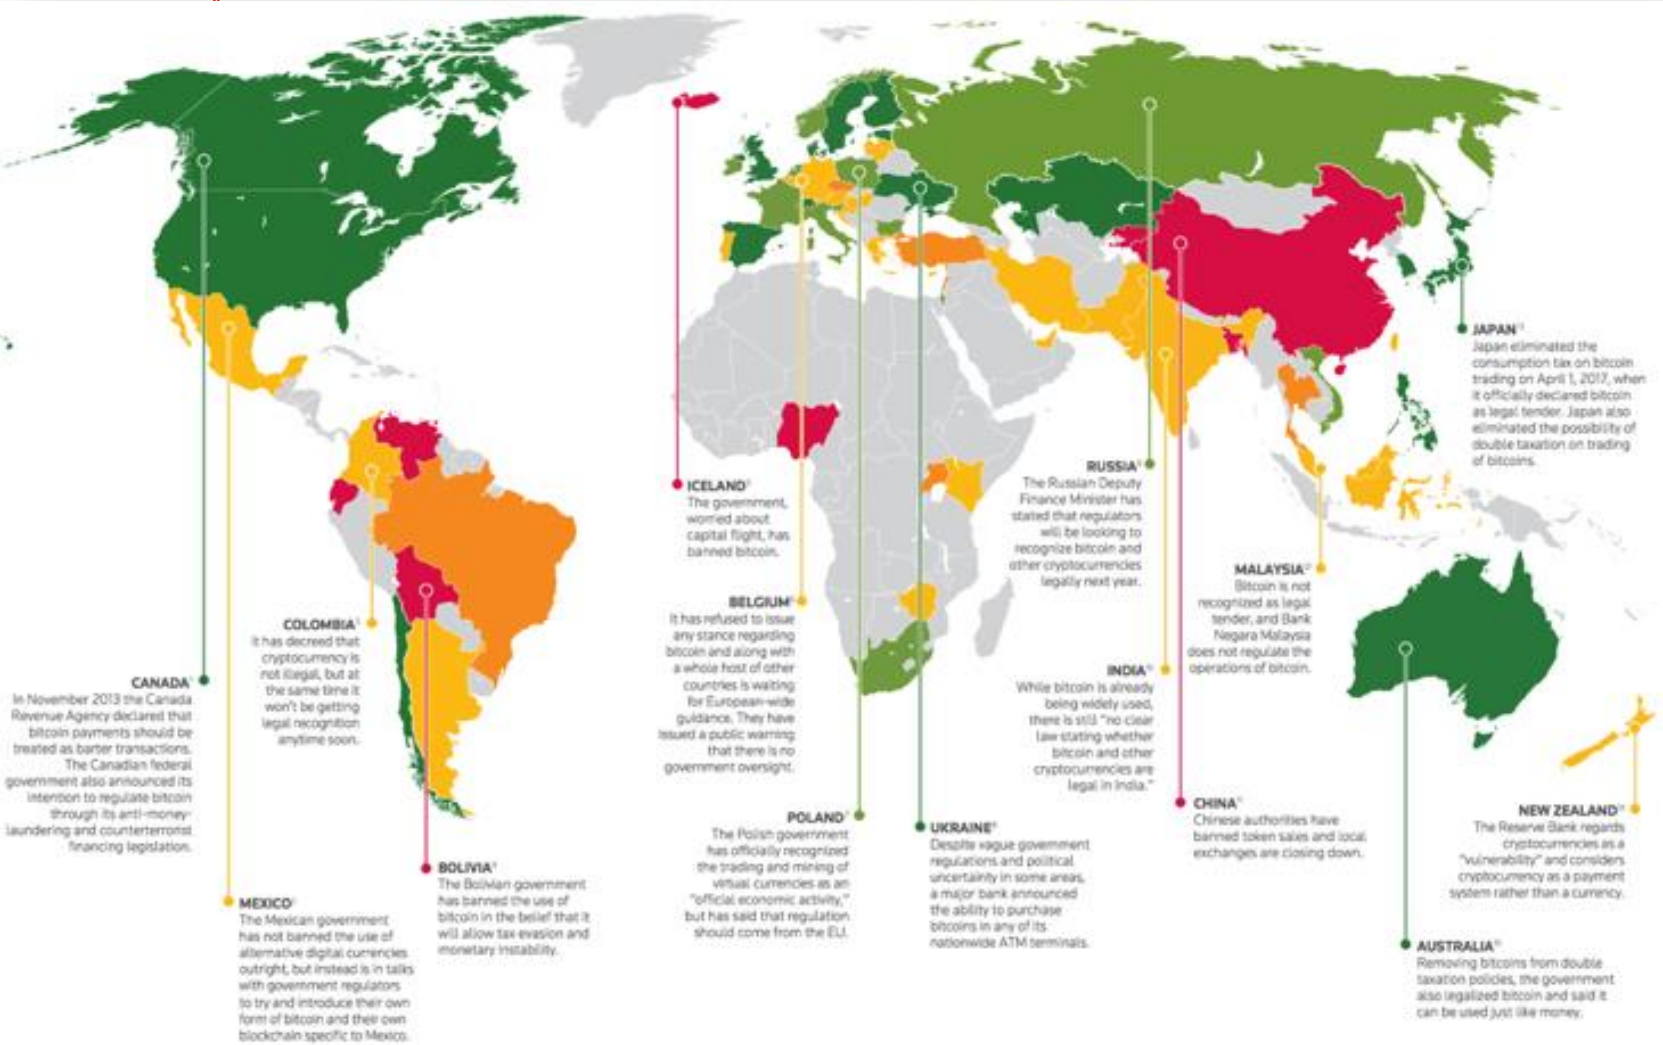 CANADA
In November 2013 the Canada
Revenue Agency declared that
bitcoin payments should be
treated as barter transactions.
The Canadian federal
government also announced its
intention to regulate bitcoin
through its anti-money-
laundering and counterterrorist
financing legislation.
MEXICO
The Mexican government
has not banned the use of
alternative digital currencies
outright, but instead is in talks
with government regulators
to try and introduce their own
form of bitcoin and their own
blockchain specific to Mexico.
COLOMBIA
It has decreed that
cryptocurrency is
not illegal, but at
the same time it
won't be getting
legal recognition
anytime soon.
BOLIVIA
The Bolivian government
has banned the use of
bitcoin in the belief that it
will allow tax evasion and
monetary instability.
ICELAND
The government,
worried about
capital flight, has
banned bitcoin.
BELGIUM
It has refused to issue
any stance regarding
bitcoin and along with
a whole host of other
countries is waiting
for European-wide
guidance. They have
issued a public warning
that there is no
government oversight.
POLAND
The Polish government
has officially recognized
the trading and mining of
virtual currencies as an
"official economic activity,"
but has said that regulation
should come from the EU.
UKRAINE
Despite vague government
regulations and political
uncertainty in some areas,
a major bank announced
the ability to purchase
bitcoins in any of its
nationwide ATM terminals.
RUSSIA
The Russian Deputy
Finance Minister has
stated that regulators
will be looking to
recognize bitcoin and
other cryptocurrencies
legally next year.
INDIA
While bitcoin is already
being widely used,
there is still "no clear
law stating whether
bitcoin and other
cryptocurrencies are
legal in India."
CHINA
Chinese authorities have
banned token sales and local
exchanges are closing down.
MALAYSIA
Bitcoin is not
recognized as legal
tender, and Bank
Negara Malaysia
does not regulate the
operations of bitcoin.
JAPAN
Japan eliminated the
consumption tax on bitcoin
trading on April 1, 2017, when
it officially declared bitcoin
as legal tender. Japan also
eliminated the possibility of
double taxation on trading
of bitcoins.
AUSTRALIA
Removing bitcoins from double
taxation policies, the government
also legalized bitcoin and said it
can be used just like money.
NEW ZEALAND
The Reserve Bank regards
cryptocurrencies as a
"vulnerability" and considers
cryptocurrency as a payment
system rather than a currency.